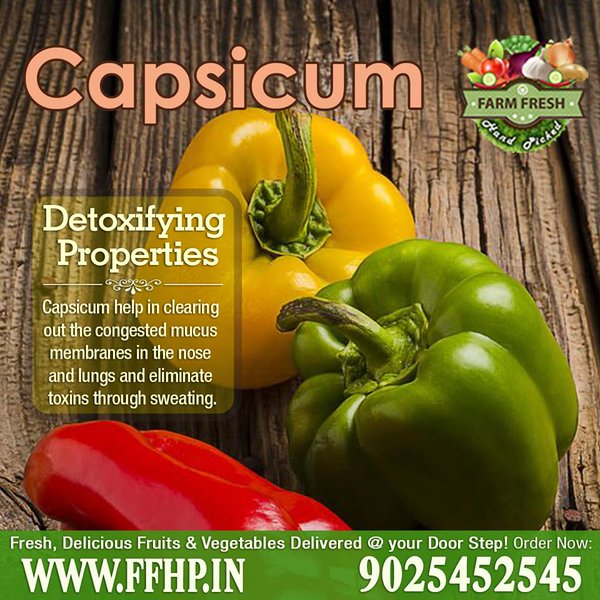 Capsicum
FARM FRESH
Hand Picked
Detoxifying
Properties
Capsicum help in clearing
out the congested mucus
membranes in the nose
and lungs and eliminate
toxins through sweating.
Fresh, Delicious Fruits & Vegetables Delivered @ your Door Step! Order Now:
WWW.FFHP.IN 9025452545